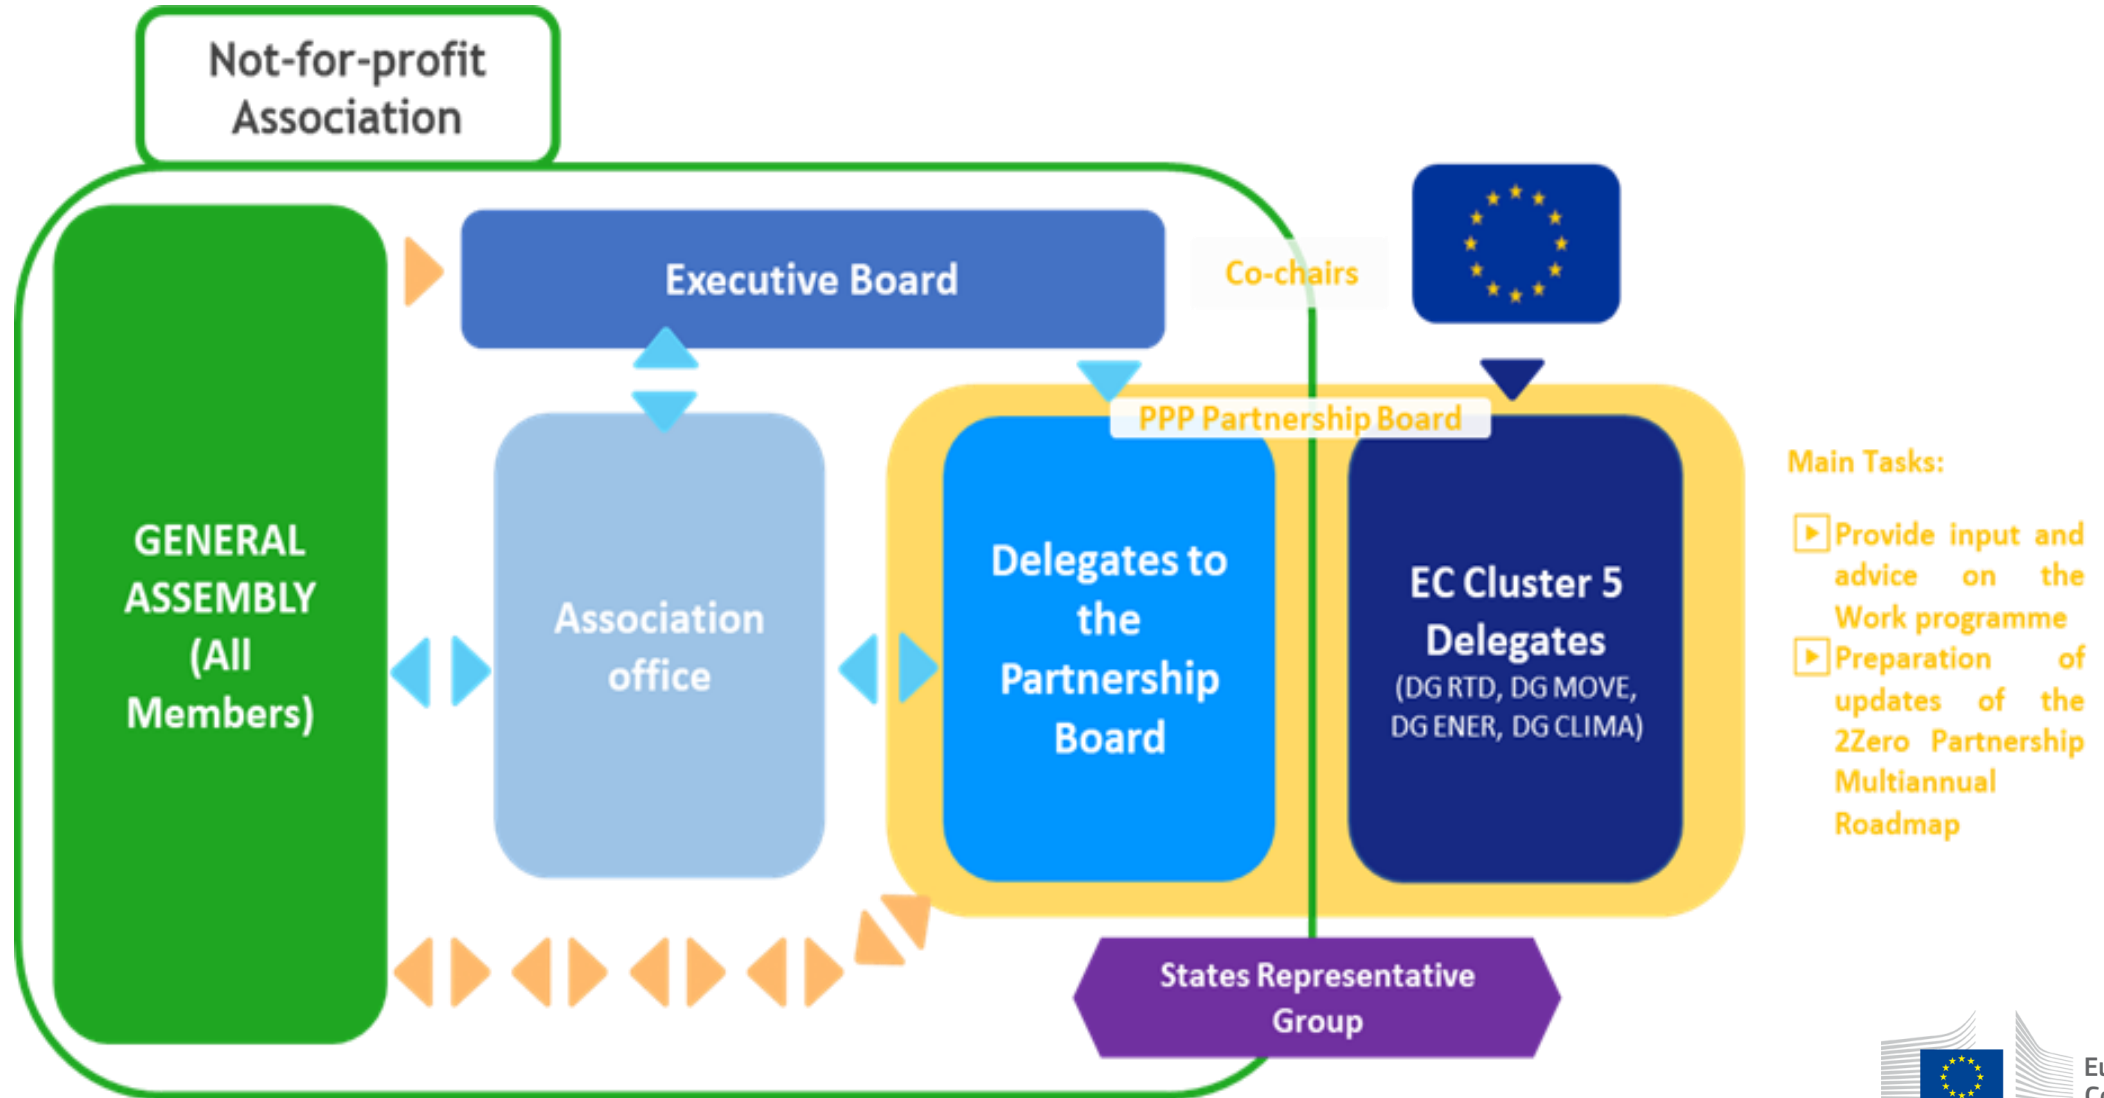 Not-for-profit
Association
Executive Board
Co-chairs
PPP Partnership Board
GENERAL
ASSEMBLY
(All
Members)
Association
office
Delegates to
the
Partnership
Board
EC Cluster 5
Delegates
(DG RTD, DG MOVE,
DG ENER, DG CLIMA)
Main Tasks:
Provide input and
advice on the
Work programme
Preparation of
updates of the
2Zero Partnership
Multiannual
Roadmap
States Representative
Group